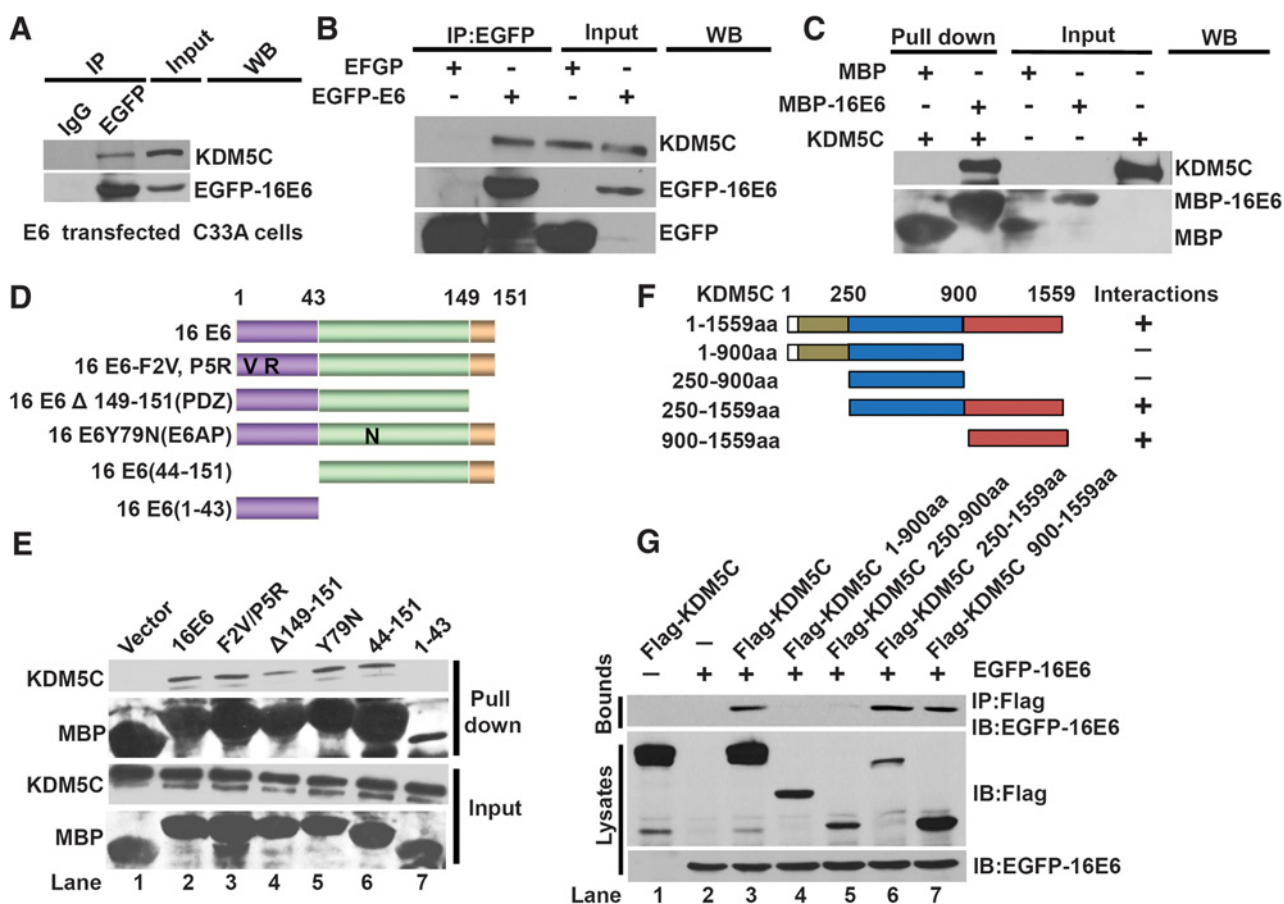 A
IP
Input
WB
IgG
EGFP
KDM5C
EGFP-16E6
E6 transfected C33A cells
B
IP:EGFP
Input
WB
EFGP + - + -
EGFP-E6 - + - +
KDM5C
EGFP-16E6
EGFP
C
Pull down
Input
WB
MBP + - + - -
MBP-16E6 - + - + -
KDM5C + + - - +
KDM5C
MBP-16E6
MBP
D
1 43 149 151
16 E6
16 E6-F2V, P5R
V R
16 E6 Δ 149-151(PDZ)
16 E6Y79N(E6AP)
N
16 E6(44-151)
16 E6(1-43)
E
Vector
16E6
F2V/P5R
Δ149-151
Y79N
44-151
1-43
KDM5C
MBP
Pull down
KDM5C
MBP
Input
Lane 1 2 3 4 5 6 7
F
KDM5C 1 250 900 1559 Interactions
1-1559aa +
1-900aa −
250-900aa −
250-1559aa +
900-1559aa +
G
Flag-KDM5C
−
Flag-KDM5C
Flag-KDM5C 1-900aa
Flag-KDM5C 250-900aa
Flag-KDM5C 250-1559aa
Flag-KDM5C 900-1559aa
− + + + + + + EGFP-16E6
Bounds
IP:Flag
IB:EGFP-16E6
Lysates
IB:Flag
IB:EGFP-16E6
Lane 1 2 3 4 5 6 7